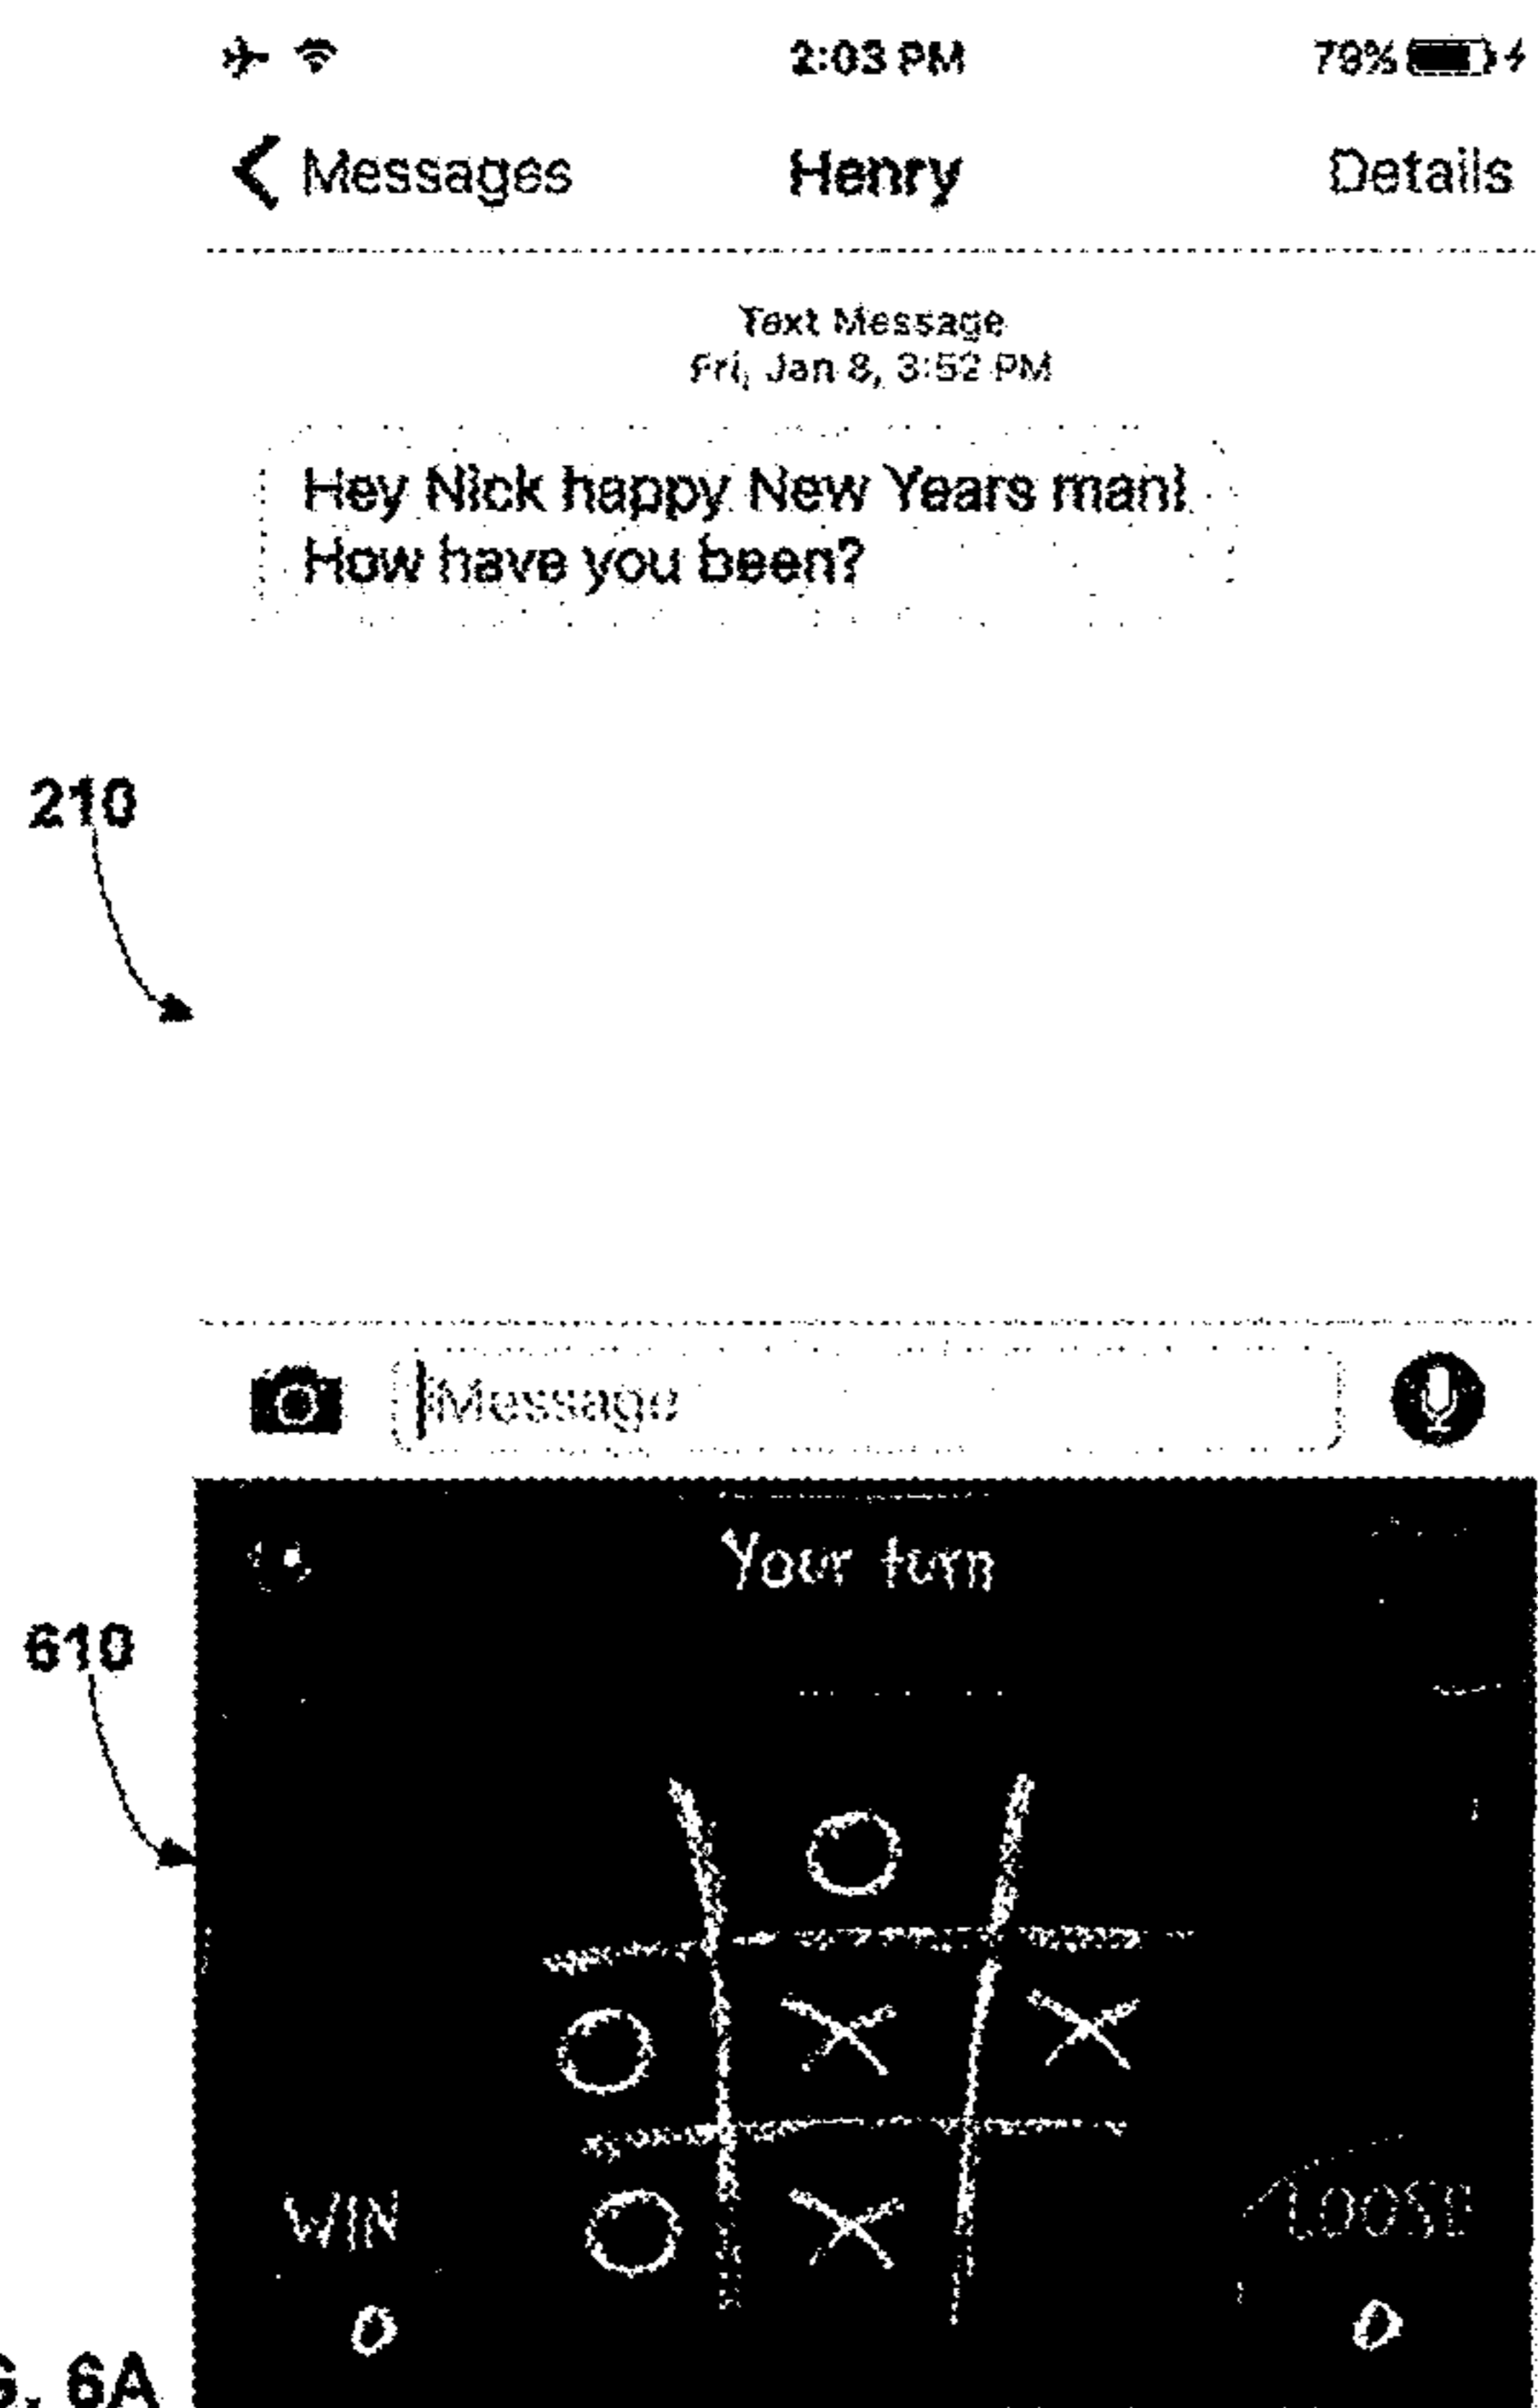 2:03 PM 79%
Messages Henry Details
Text Message
Fri, Jan 8, 3:52 PM
Hey Nick happy New Years man!
How have you been?
210
Message
Your turn
610
O
O X X
WIN O X LOOSE
0 0
6A